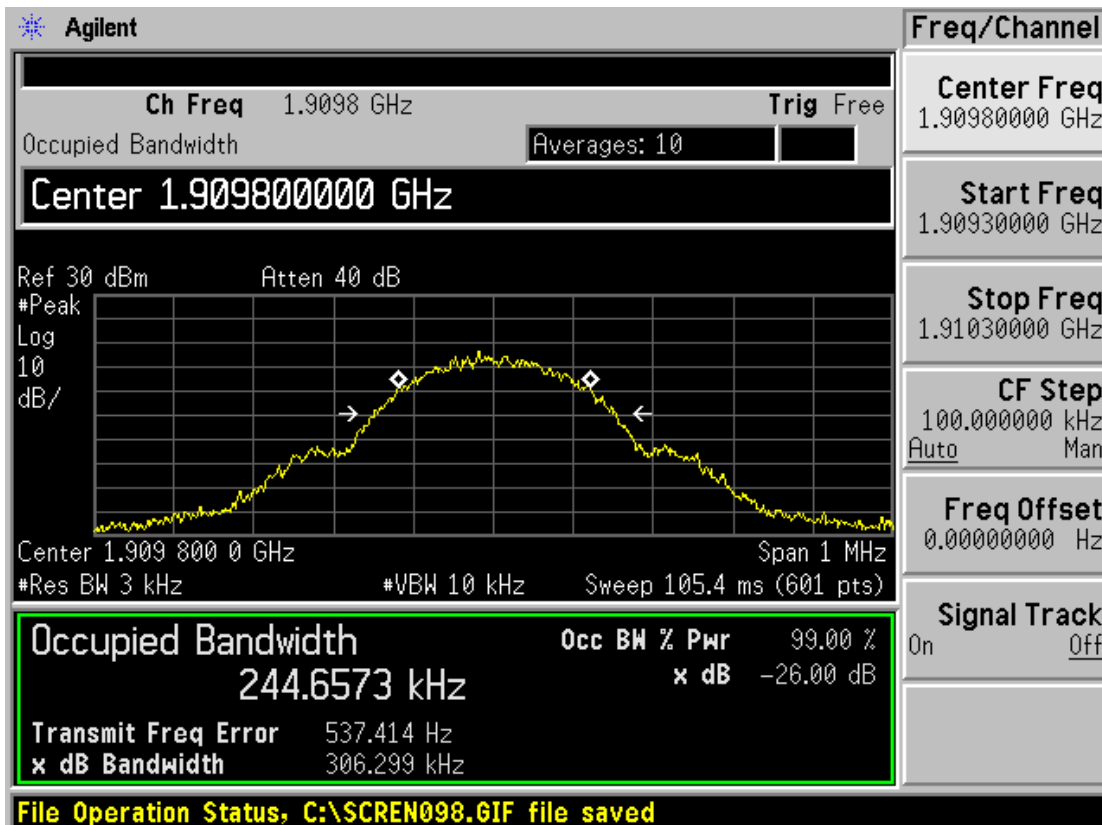 Agilent
Freq/Channel
Ch Freq 1.9098 GHz Trig Free
Occupied Bandwidth Averages: 10
Center 1.909800000 GHz
Ref 30 dBm Atten 40 dB
#Peak
Log
10
dB/
Center 1.909 800 0 GHz Span 1 MHz
#Res BW 3 kHz #VBW 10 kHz Sweep 105.4 ms (601 pts)
Occupied Bandwidth Occ BW % Pwr 99.00 %
244.6573 kHz x dB -26.00 dB
Transmit Freq Error 537.414 Hz
x dB Bandwidth 306.299 kHz
File Operation Status, C:\SCREN098.GIF file saved
Center Freq
1.90980000 GHz
Start Freq
1.90930000 GHz
Stop Freq
1.91030000 GHz
CF Step
100.000000 kHz
Auto Man
Freq Offset
0.00000000 Hz
Signal Track
On Off